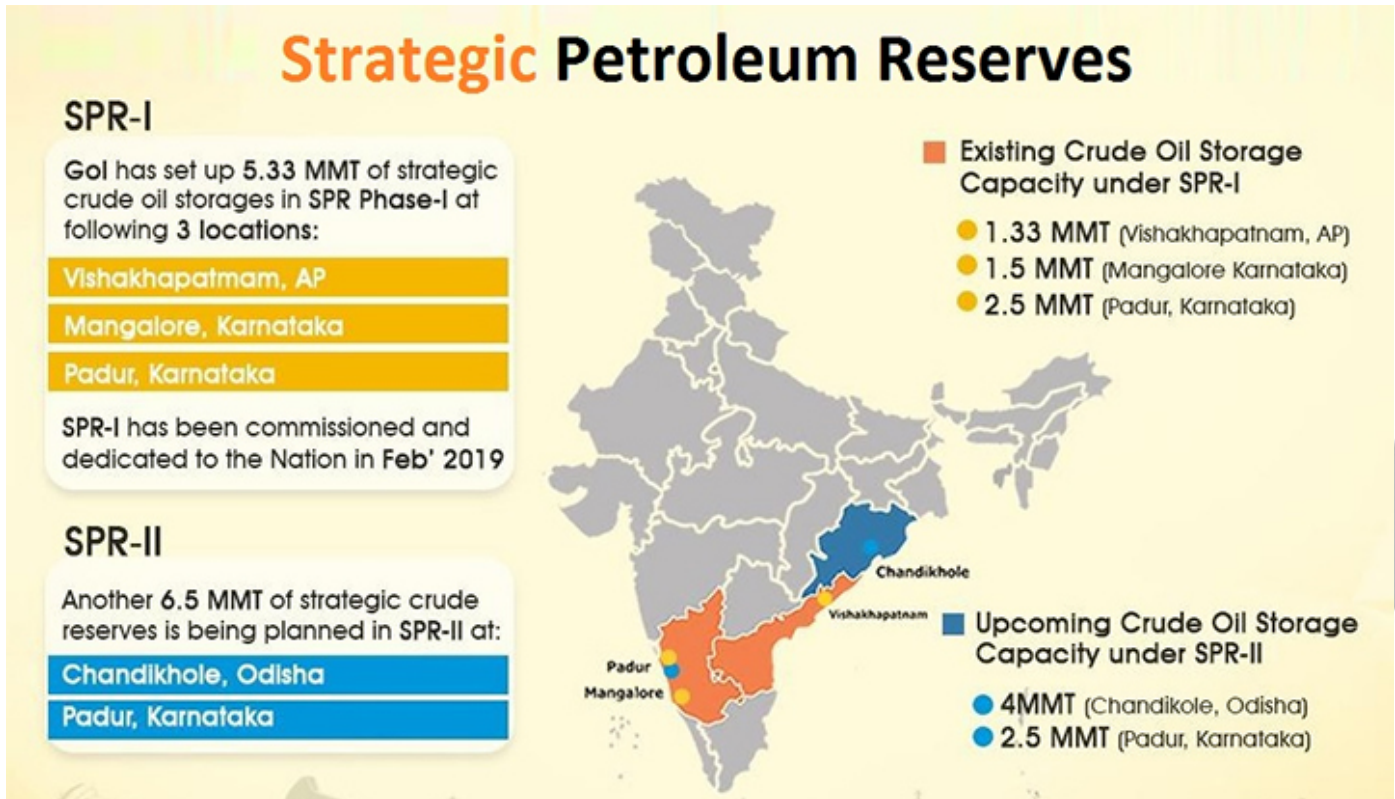 Strategic Petroleum Reserves
SPR-I
GoI has set up 5.33 MMT of strategic
crude oil storages in SPR Phase-I at
following 3 locations:
Vishakhapatmam, AP
Mangalore, Karnataka
Padur, Karnataka
SPR-I has been commissioned and
dedicated to the Nation in Feb' 2019
SPR-II
Another 6.5 MMT of strategic crude
reserves is being planned in SPR-II at:
Chandikhole, Odisha
Padur, Karnataka
Existing Crude Oil Storage
Capacity under SPR-I
1.33 MMT (Vishakhapatnam, AP)
1.5 MMT (Mangalore Karnataka)
2.5 MMT (Padur, Karnataka)
Chandikhole
Vishakhapatnam
Padur
Mangalore
Upcoming Crude Oil Storage
Capacity under SPR-II
4MMT (Chandikole, Odisha)
2.5 MMT (Padur, Karnataka)